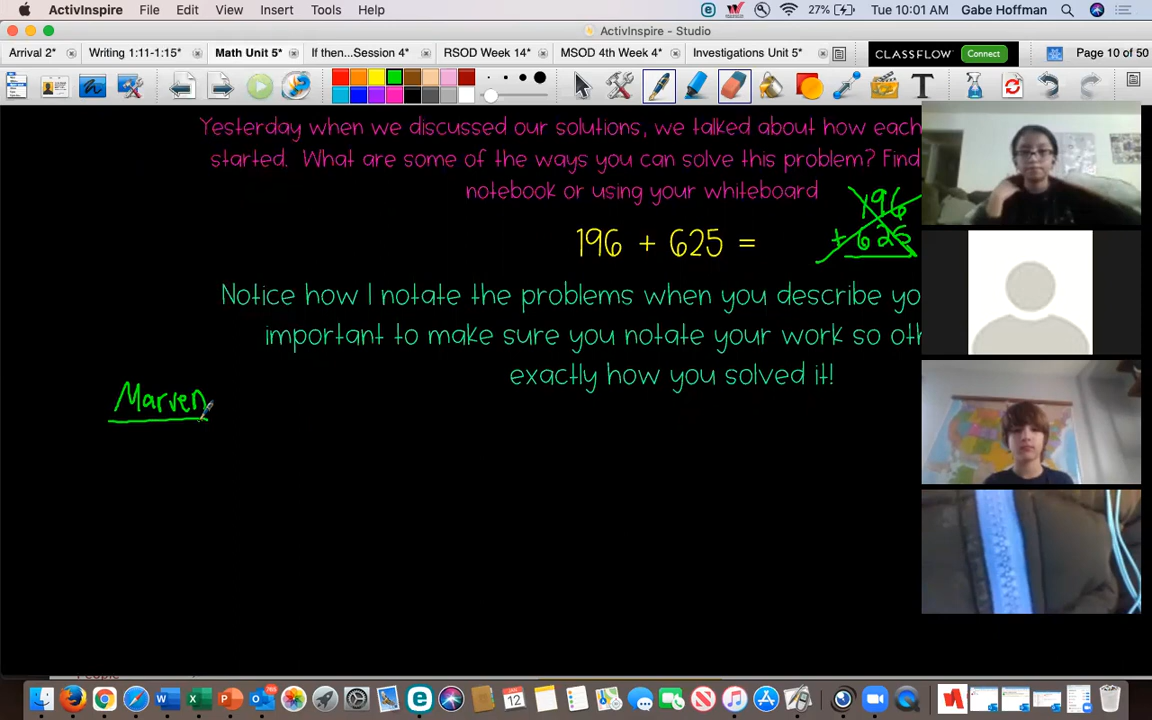 ActivInspire File Edit View Insert Tools Help 27% Tue 10:01 AM Gabe Hoffman
ActivInspire - Studio
Arrival 2* Writing 1:11-1:15* Math Unit 5* If then...Session 4* RSOD Week 14* MSOD 4th Week 4* Investigations Unit 5* CLASSFLOW Connect Page 10 of 50
Yesterday when we discussed our solutions, we talked about how each
started. What are some of the ways you can solve this problem? Find
notebook or using your whiteboard
196
+ 625
196 + 625 =
Notice how I notate the problems when you describe yo
important to make sure you notate your work so oth
exactly how you solved it!
Marven